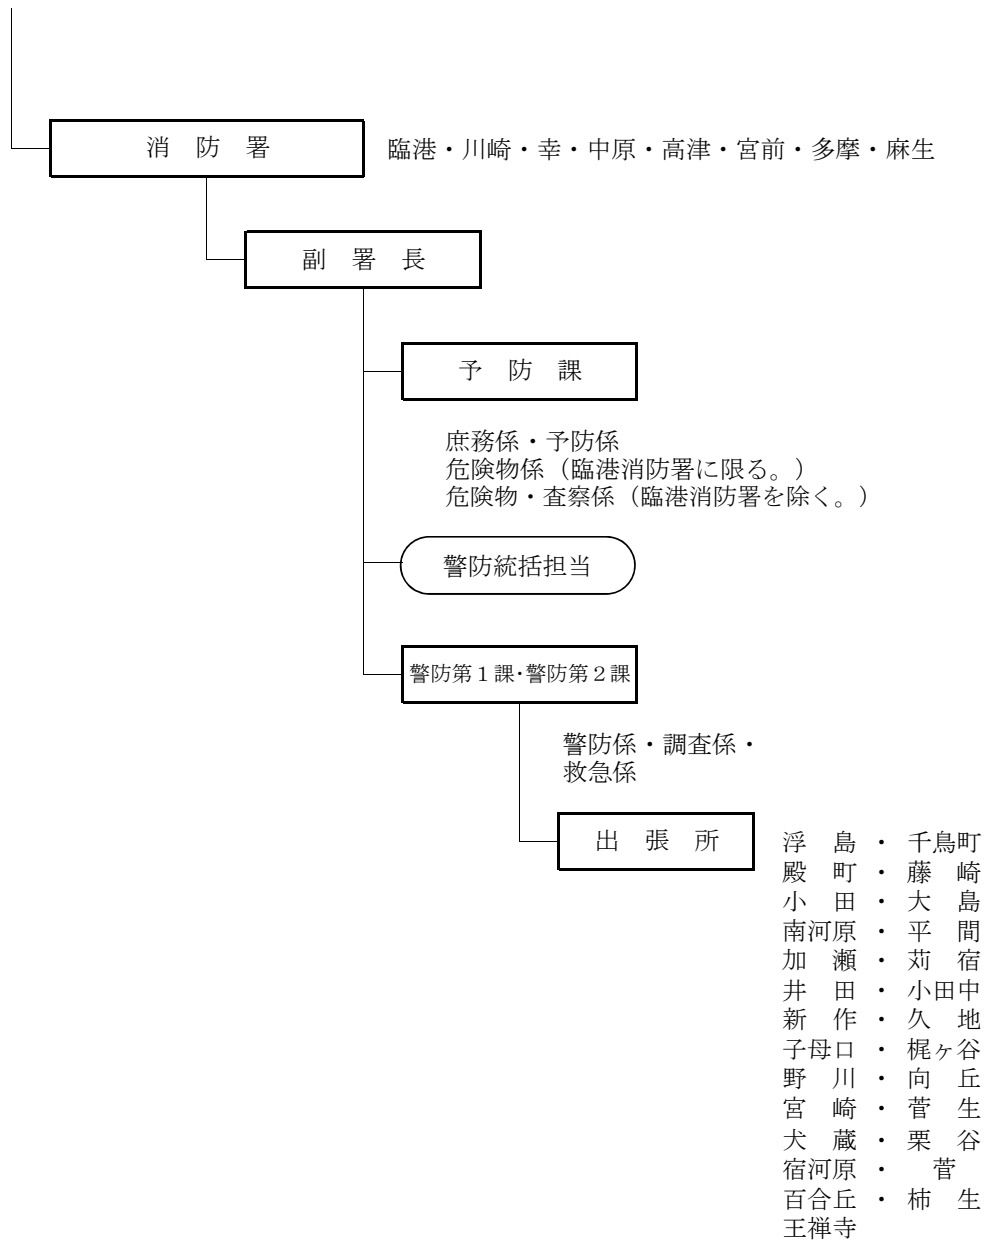 消　防　署
臨港・川崎・幸・中原・高津・宮前・多摩・麻生
副　署　長
予　防　課
庶務係・予防係
危険物係（臨港消防署に限る。）
危険物・査察係（臨港消防署を除く。）
警防統括担当
警防第１課・警防第２課
警防係・調査係・
救急係
出　張　所
浮　島　・　千鳥町
殿　町　・　藤　崎
小　田　・　大　島
南河原　・　平　間
加　瀬　・　苅　宿
井　田　・　小田中
新　作　・　久　地
子母口　・　梶ヶ谷
野　川　・　向　丘
宮　崎　・　菅　生
犬　蔵　・　栗　谷
宿河原　・　　菅
百合丘　・　柿　生
王禅寺